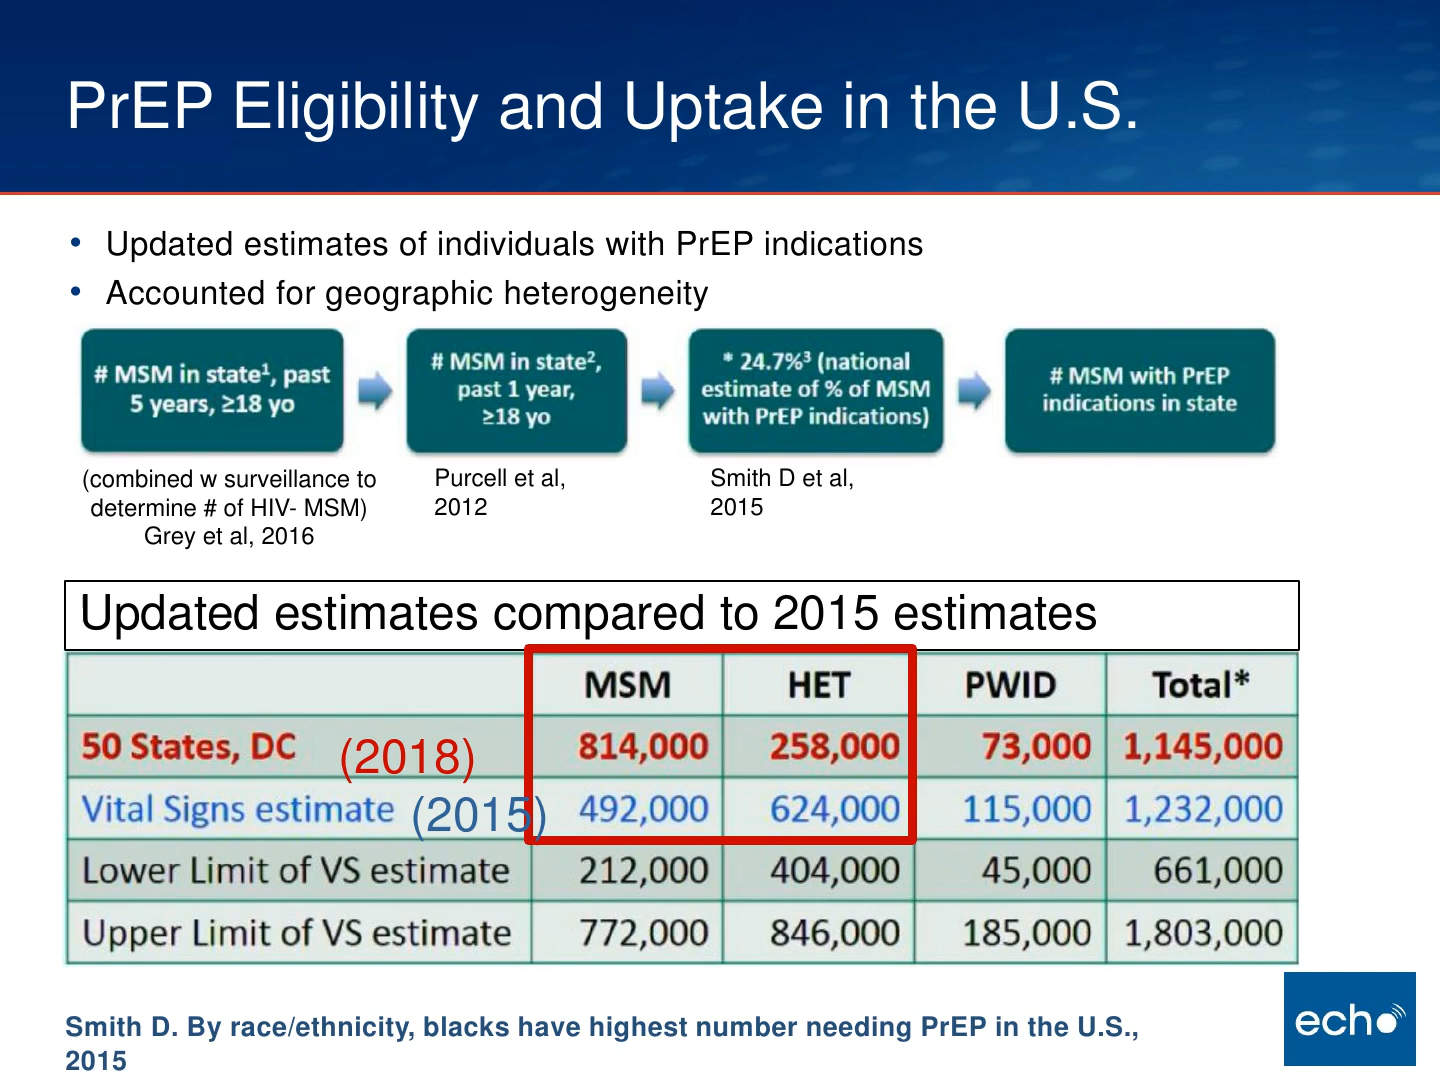 PrEP Eligibility and Uptake in the U.S.
• Updated estimates of individuals with PrEP indications
• Accounted for geographic heterogeneity
# MSM in state¹, past
5 years, ≥18 yo
# MSM in state²,
past 1 year,
≥18 yo
* 24.7%³ (national
estimate of % of MSM
with PrEP indications)
# MSM with PrEP
indications in state
(combined w surveillance to
determine # of HIV- MSM)
Grey et al, 2016
Purcell et al,
2012
Smith D et al,
2015
Updated estimates compared to 2015 estimates
MSM HET PWID Total*
50 States, DC (2018) 814,000 258,000 73,000 1,145,000
Vital Signs estimate (2015) 492,000 624,000 115,000 1,232,000
Lower Limit of VS estimate 212,000 404,000 45,000 661,000
Upper Limit of VS estimate 772,000 846,000 185,000 1,803,000
Smith D. By race/ethnicity, blacks have highest number needing PrEP in the U.S.,
2015
echo